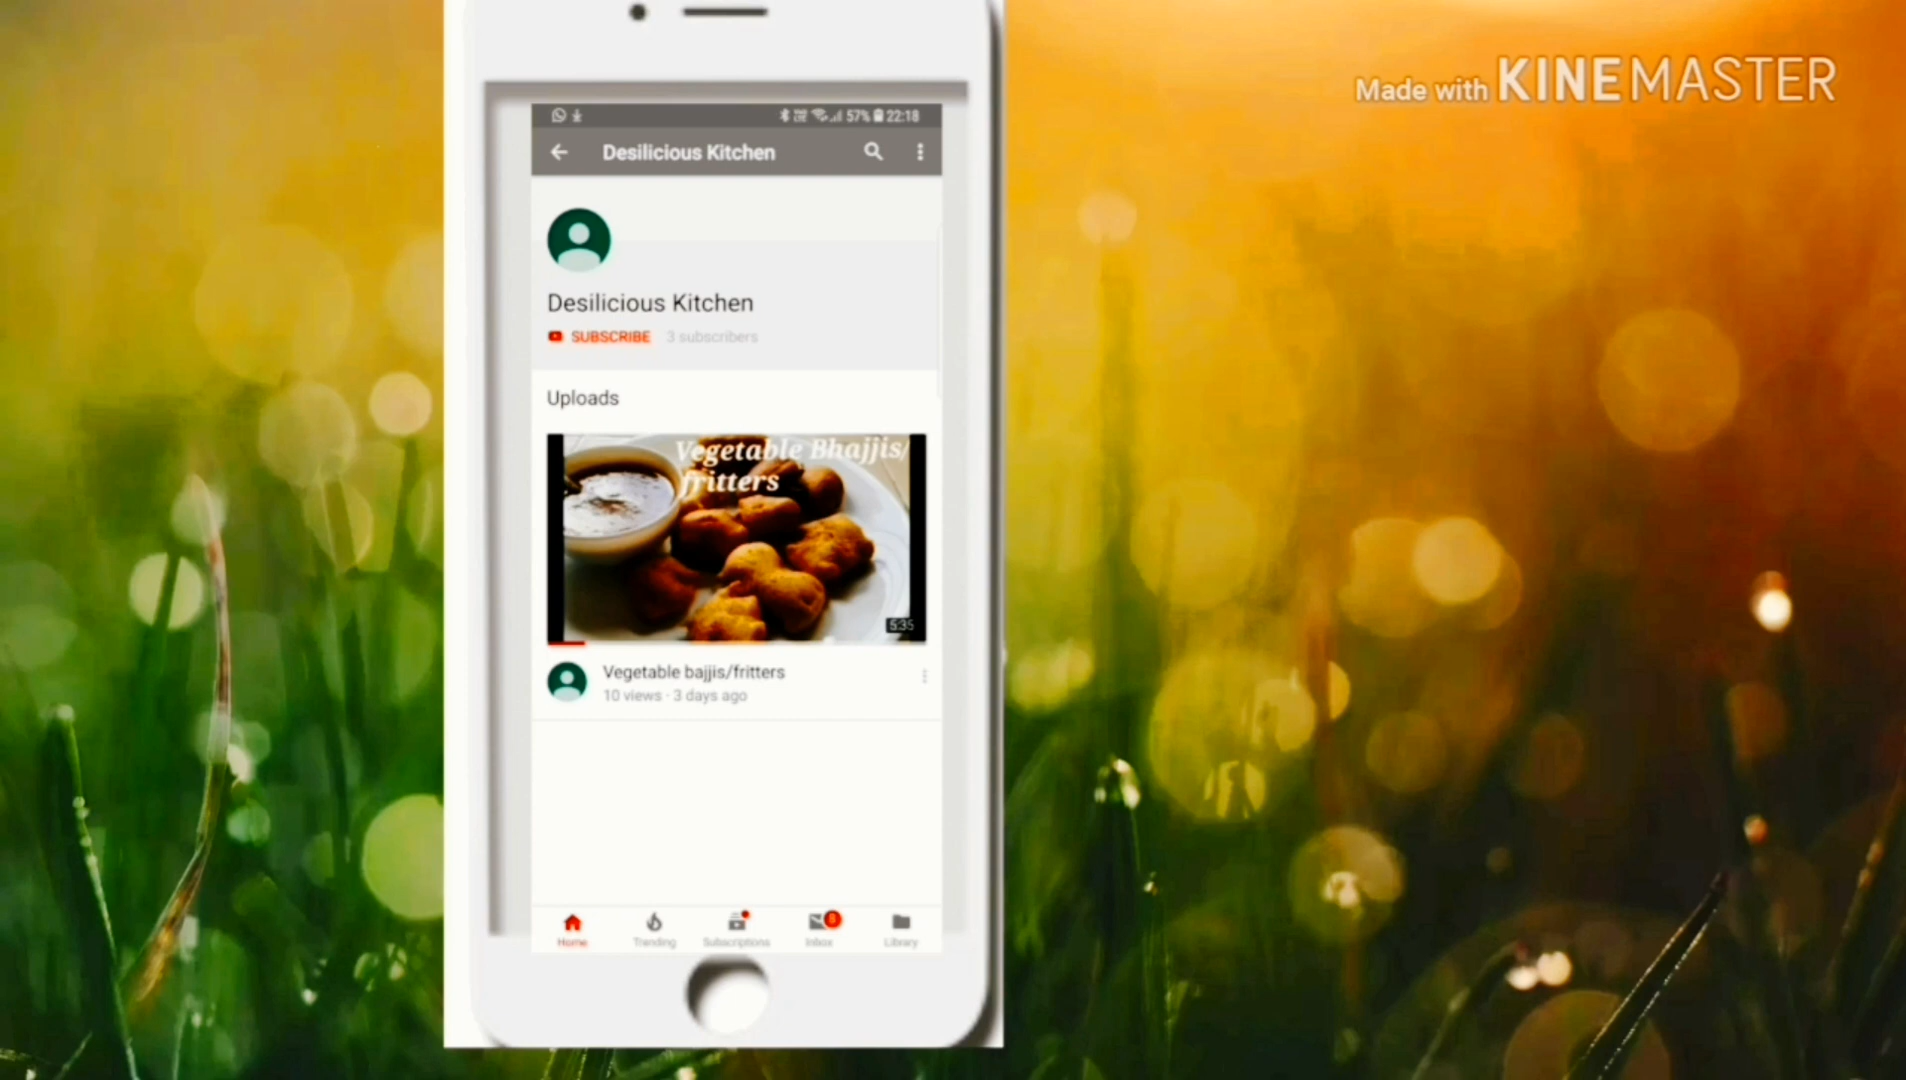 Made with KINEMASTER
57% 22:18
Desilicious Kitchen
Desilicious Kitchen
SUBSCRIBE 3 subscribers
Uploads
Vegetable Bhajjis/
fritters
5:35
Vegetable bajjis/fritters
10 views · 3 days ago
Home Trending Subscriptions Inbox Library